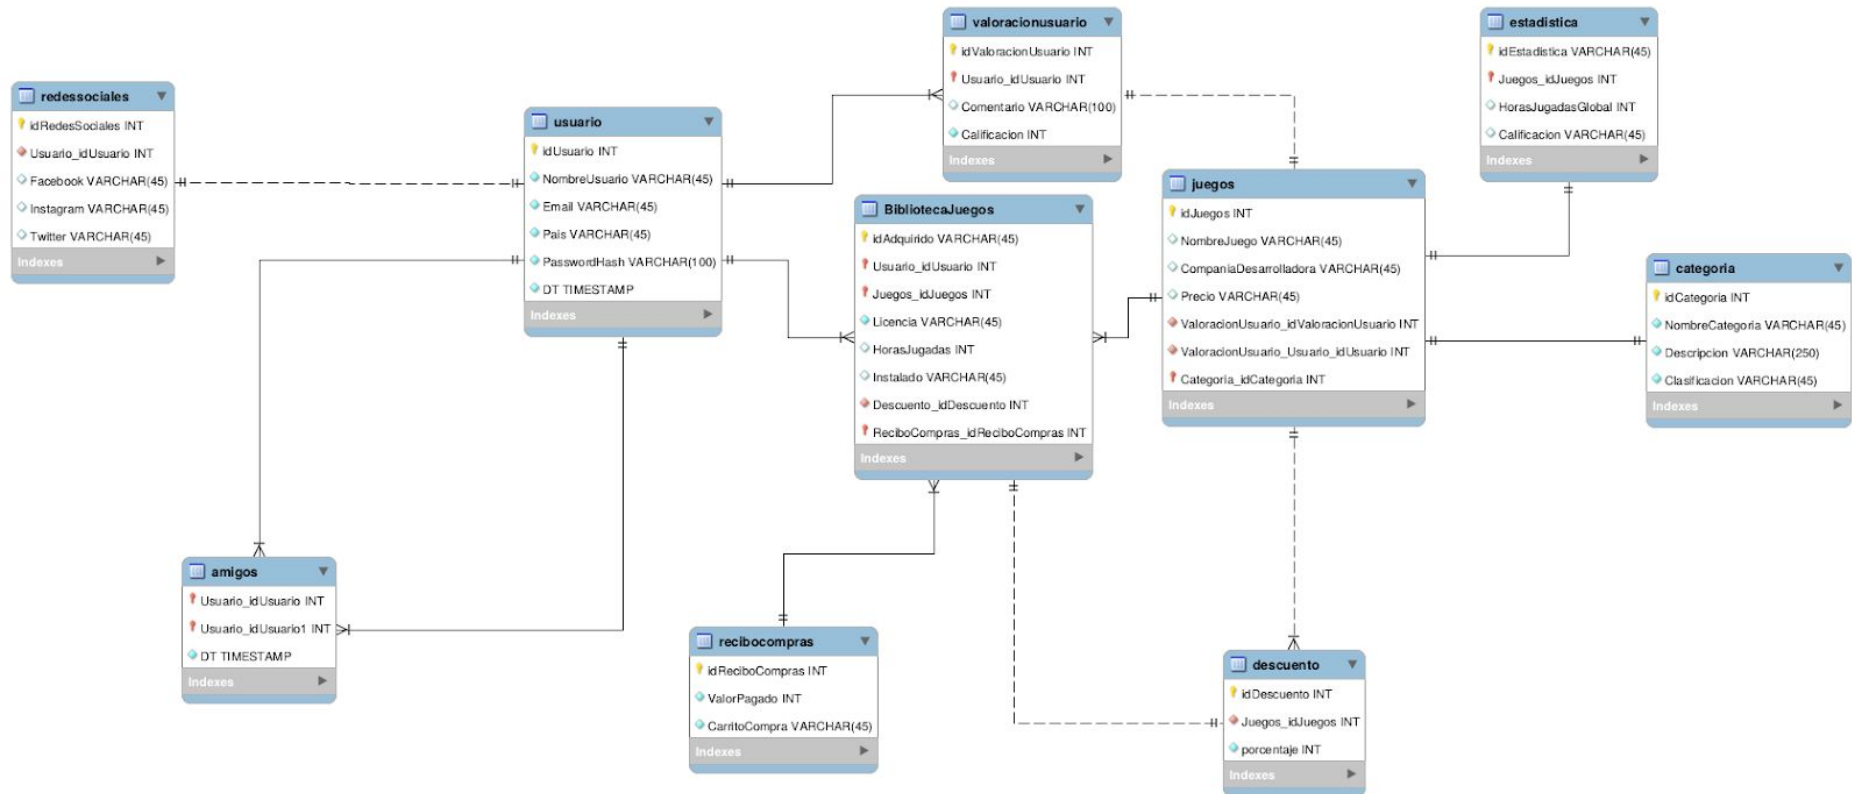 redessociales
idRedesSociales INT
Usuario_idUsuario INT
Facebook VARCHAR(45)
Instagram VARCHAR(45)
Twitter VARCHAR(45)
Indexes
usuario
idUsuario INT
NombreUsuario VARCHAR(45)
Email VARCHAR(45)
Pais VARCHAR(45)
PasswordHash VARCHAR(100)
DT TIMESTAMP
Indexes
valoracionusuario
idValoracionUsuario INT
Usuario_idUsuario INT
Comentario VARCHAR(100)
Calificacion INT
Indexes
estadistica
idEstadistica VARCHAR(45)
Juegos_idJuegos INT
HorasJugadasGlobal INT
Calificacion VARCHAR(45)
Indexes
BibliotecaJuegos
idAdquirido VARCHAR(45)
Usuario_idUsuario INT
Juegos_idJuegos INT
Licencia VARCHAR(45)
HorasJugadas INT
Instalado VARCHAR(45)
Descuento_idDescuento INT
ReciboCompras_idReciboCompras INT
Indexes
juegos
idJuegos INT
NombreJuego VARCHAR(45)
CompaniaDesarrolladora VARCHAR(45)
Precio VARCHAR(45)
ValoracionUsuario_idValoracionUsuario INT
ValoracionUsuario_Usuario_idUsuario INT
Categoria_idCategoria INT
Indexes
categoria
idCategoria INT
NombreCategoria VARCHAR(45)
Descripcion VARCHAR(250)
Clasificacion VARCHAR(45)
Indexes
amigos
Usuario_idUsuario INT
Usuario_idUsuario1 INT
DT TIMESTAMP
Indexes
recibocompras
idReciboCompras INT
ValorPagado INT
CarritoCompra VARCHAR(45)
Indexes
descuento
idDescuento INT
Juegos_idJuegos INT
porcentaje INT
Indexes